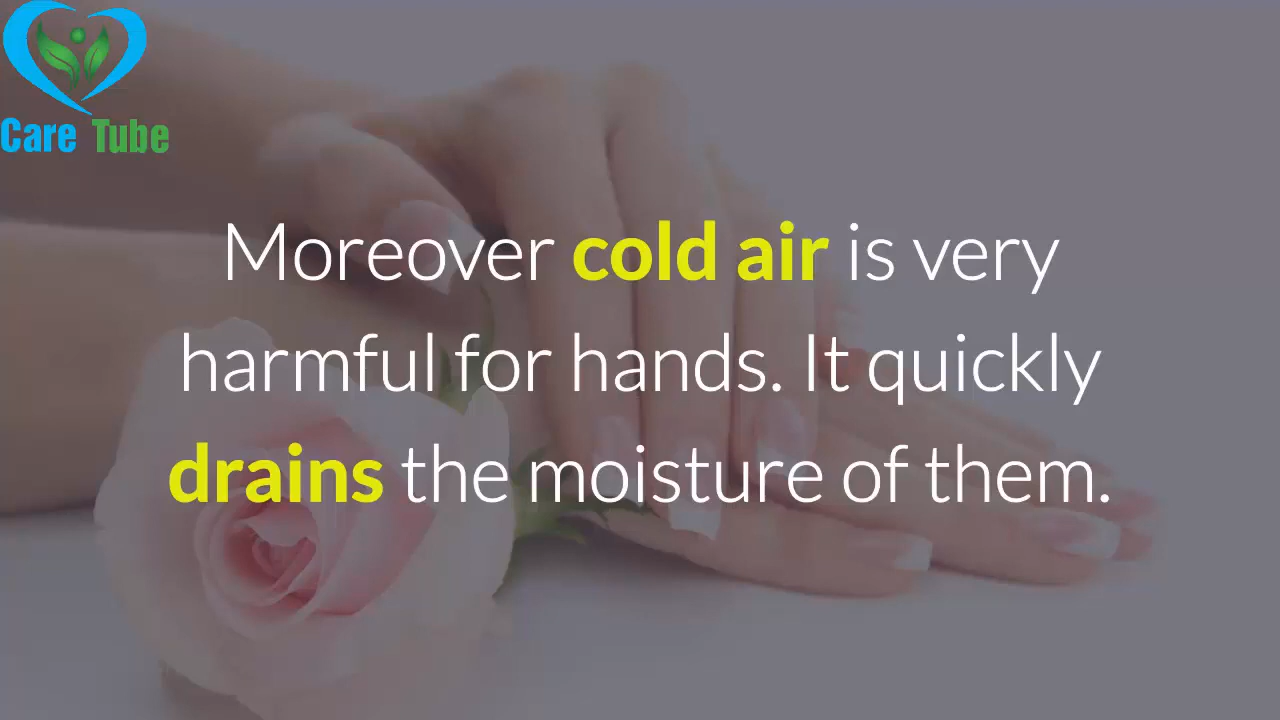 Care Tube
Moreover cold air is very
harmful for hands. It quickly
drains the moisture of them.